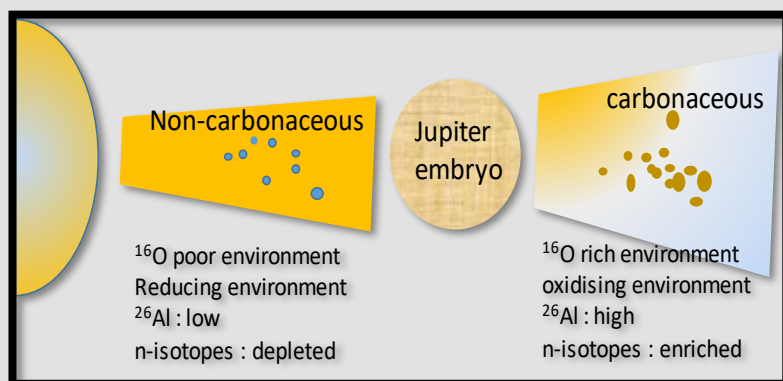 Non-carbonaceous
Jupiter
embryo
carbonaceous
¹⁶O poor environment
Reducing environment
²⁶Al : low
n-isotopes : depleted
¹⁶O rich environment
oxidising environment
²⁶Al : high
n-isotopes : enriched